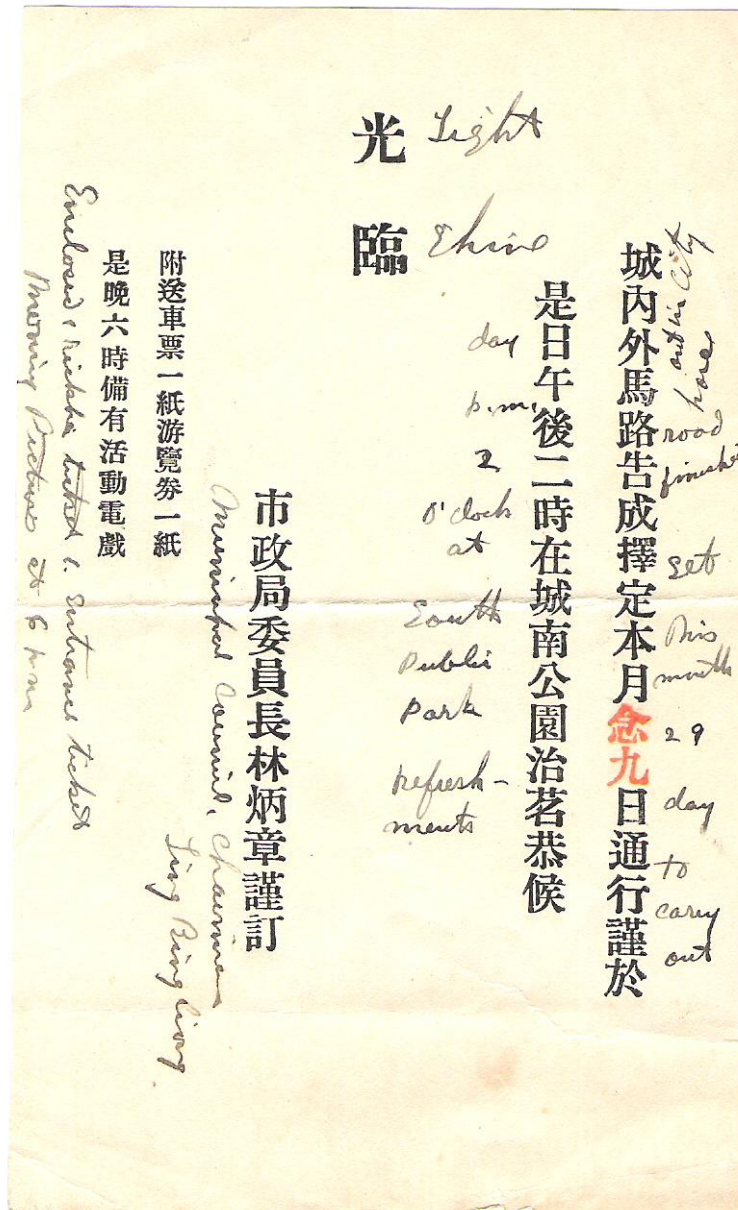 城內外馬路告成擇定本月念九日通行謹於
out in city
horse
road
finished
set
this
month
29
day
to
carry
out
是日午後二時在城南公園治茗恭候
day
p.m.
2
O'clock
at
South
Public
Park
Refresh-
ments
光臨
Light
Shine
市政局委員長林炳章謹訂
Municipal Council, Chairman
Ling Bing Ciong
附送車票一紙游覽券一紙
是晚六時備有活動電戲
Enclosed 1 ricksha ticket 1. Entrance ticket
Moving Pictures at 6 p.m